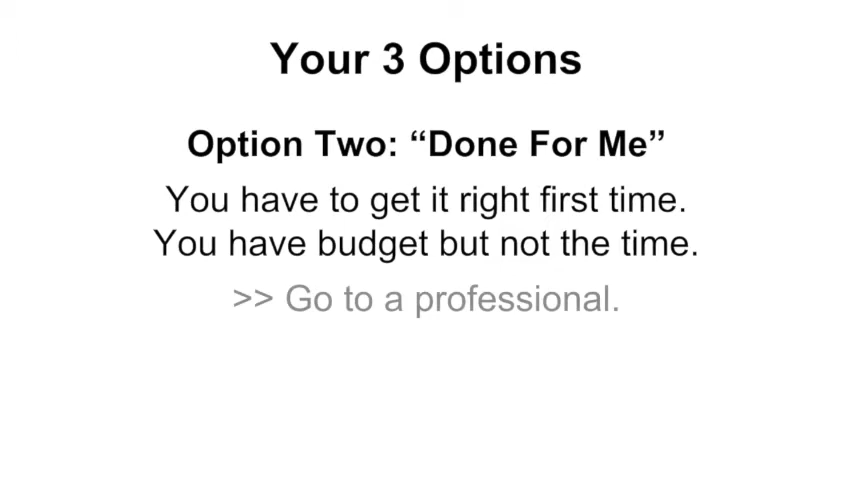 Your 3 Options
Option Two: “Done For Me”
You have to get it right first time.
You have budget but not the time.
>> Go to a professional.